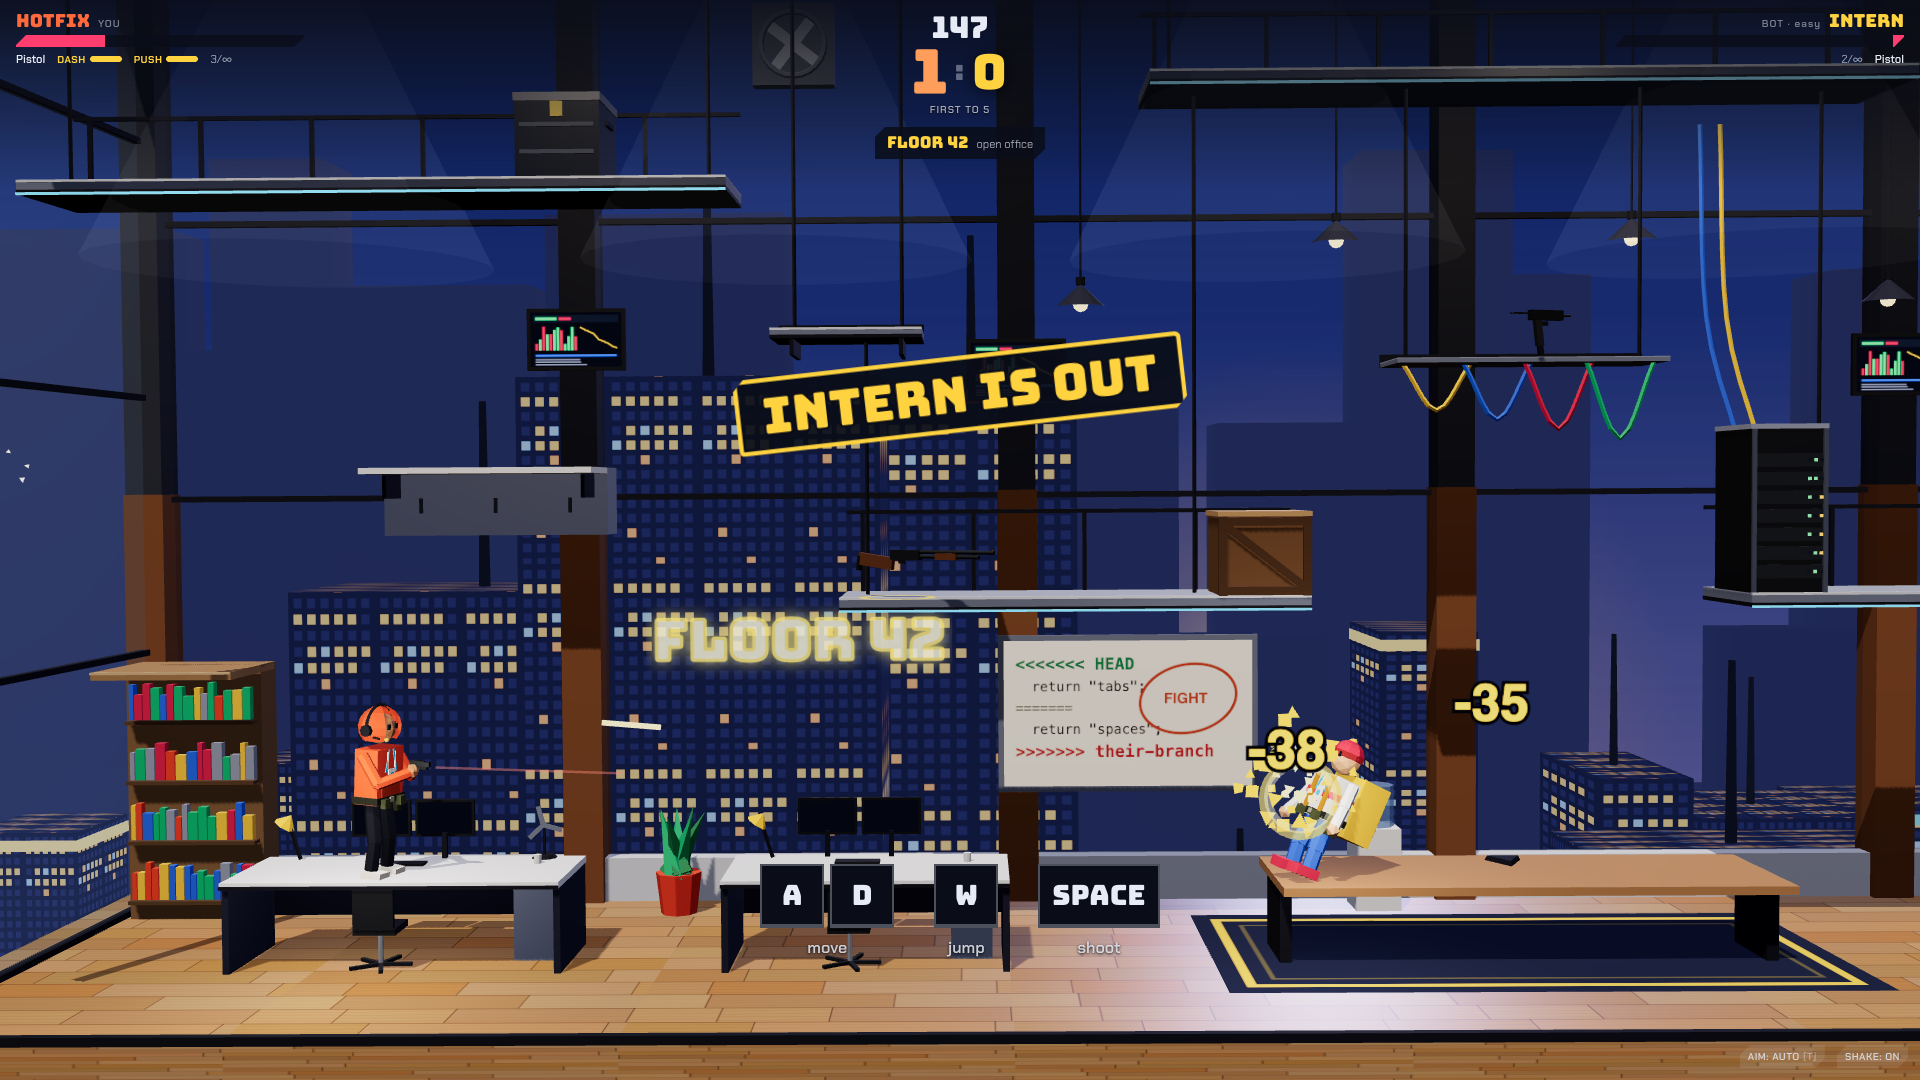 HOTFIX YOU
Pistol DASH PUSH 3/∞
147
1:0
FIRST TO 5
FLOOR 42 open office
BOT · easy INTERN
2/∞ Pistol
INTERN IS OUT
FLOOR 42
<<<<<<< HEAD
return "tabs";
=======
return "spaces";
>>>>>>> their-branch
FIGHT
-38
-35
A D W SPACE
move jump shoot
AIM: AUTO [T] SHAKE: ON